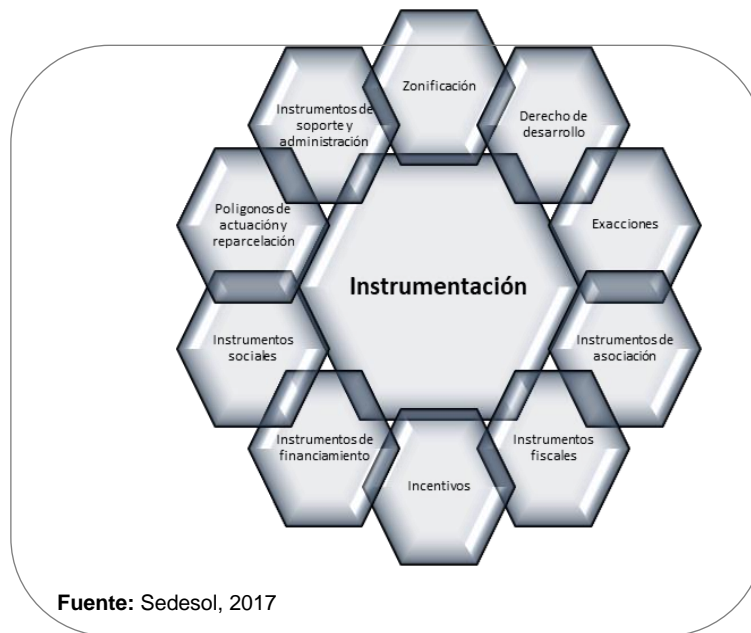 Zonificación
Derecho de
desarrollo
Exacciones
Instrumentos de
asociación
Instrumentos
fiscales
Incentivos
Instrumentos de
financiamiento
Instrumentos
sociales
Poligonos de
actuación y
reparcelación
Instrumentos de
soporte y
administración
Instrumentación
Fuente: Sedesol, 2017